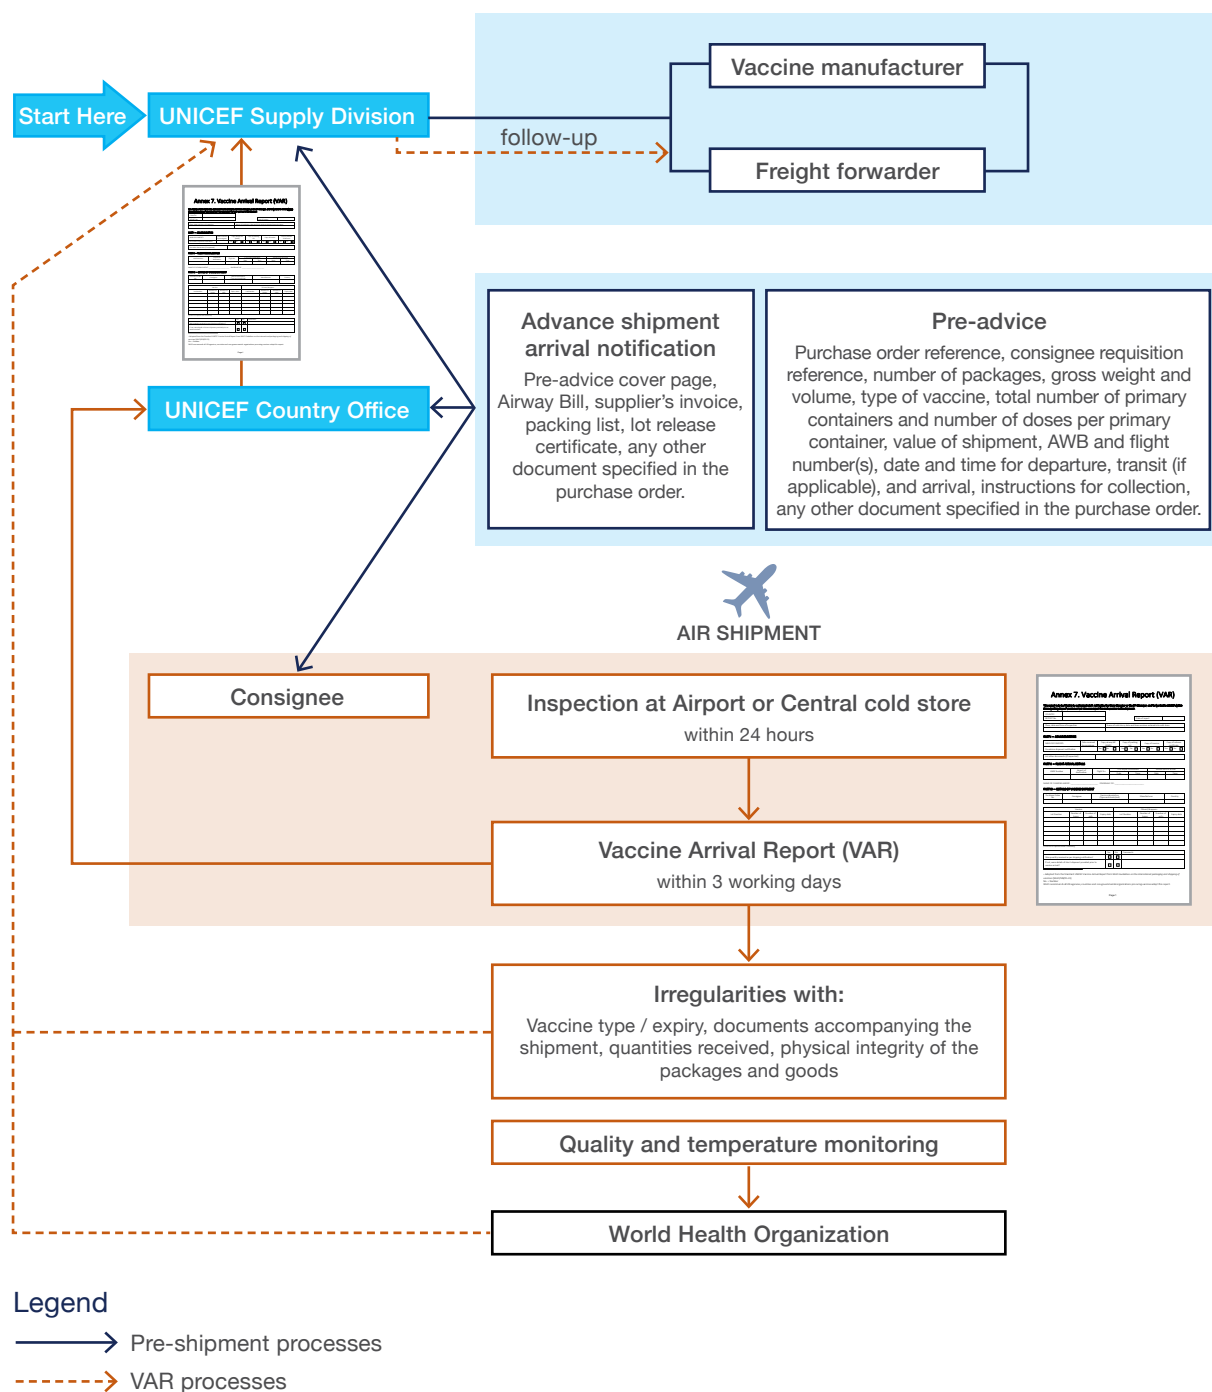 Start Here
UNICEF Supply Division
follow-up
Vaccine manufacturer
Freight forwarder
Annex 7. Vaccine Arrival Report (VAR)
UNICEF Country Office
Advance shipment
arrival notification
Pre-advice cover page,
Airway Bill, supplier’s invoice,
packing list, lot release
certificate, any other
document specified in the
purchase order.
Pre-advice
Purchase order reference, consignee requisition
reference, number of packages, gross weight and
volume, type of vaccine, total number of primary
containers and number of doses per primary
container, value of shipment, AWB and flight
number(s), date and time for departure, transit (if
applicable), and arrival, instructions for collection,
any other document specified in the purchase order.
AIR SHIPMENT
Consignee
Inspection at Airport or Central cold store
within 24 hours
Annex 7. Vaccine Arrival Report (VAR)
Vaccine Arrival Report (VAR)
within 3 working days
Irregularities with:
Vaccine type / expiry, documents accompanying the
shipment, quantities received, physical integrity of the
packages and goods
Quality and temperature monitoring
World Health Organization
Legend
Pre-shipment processes
VAR processes